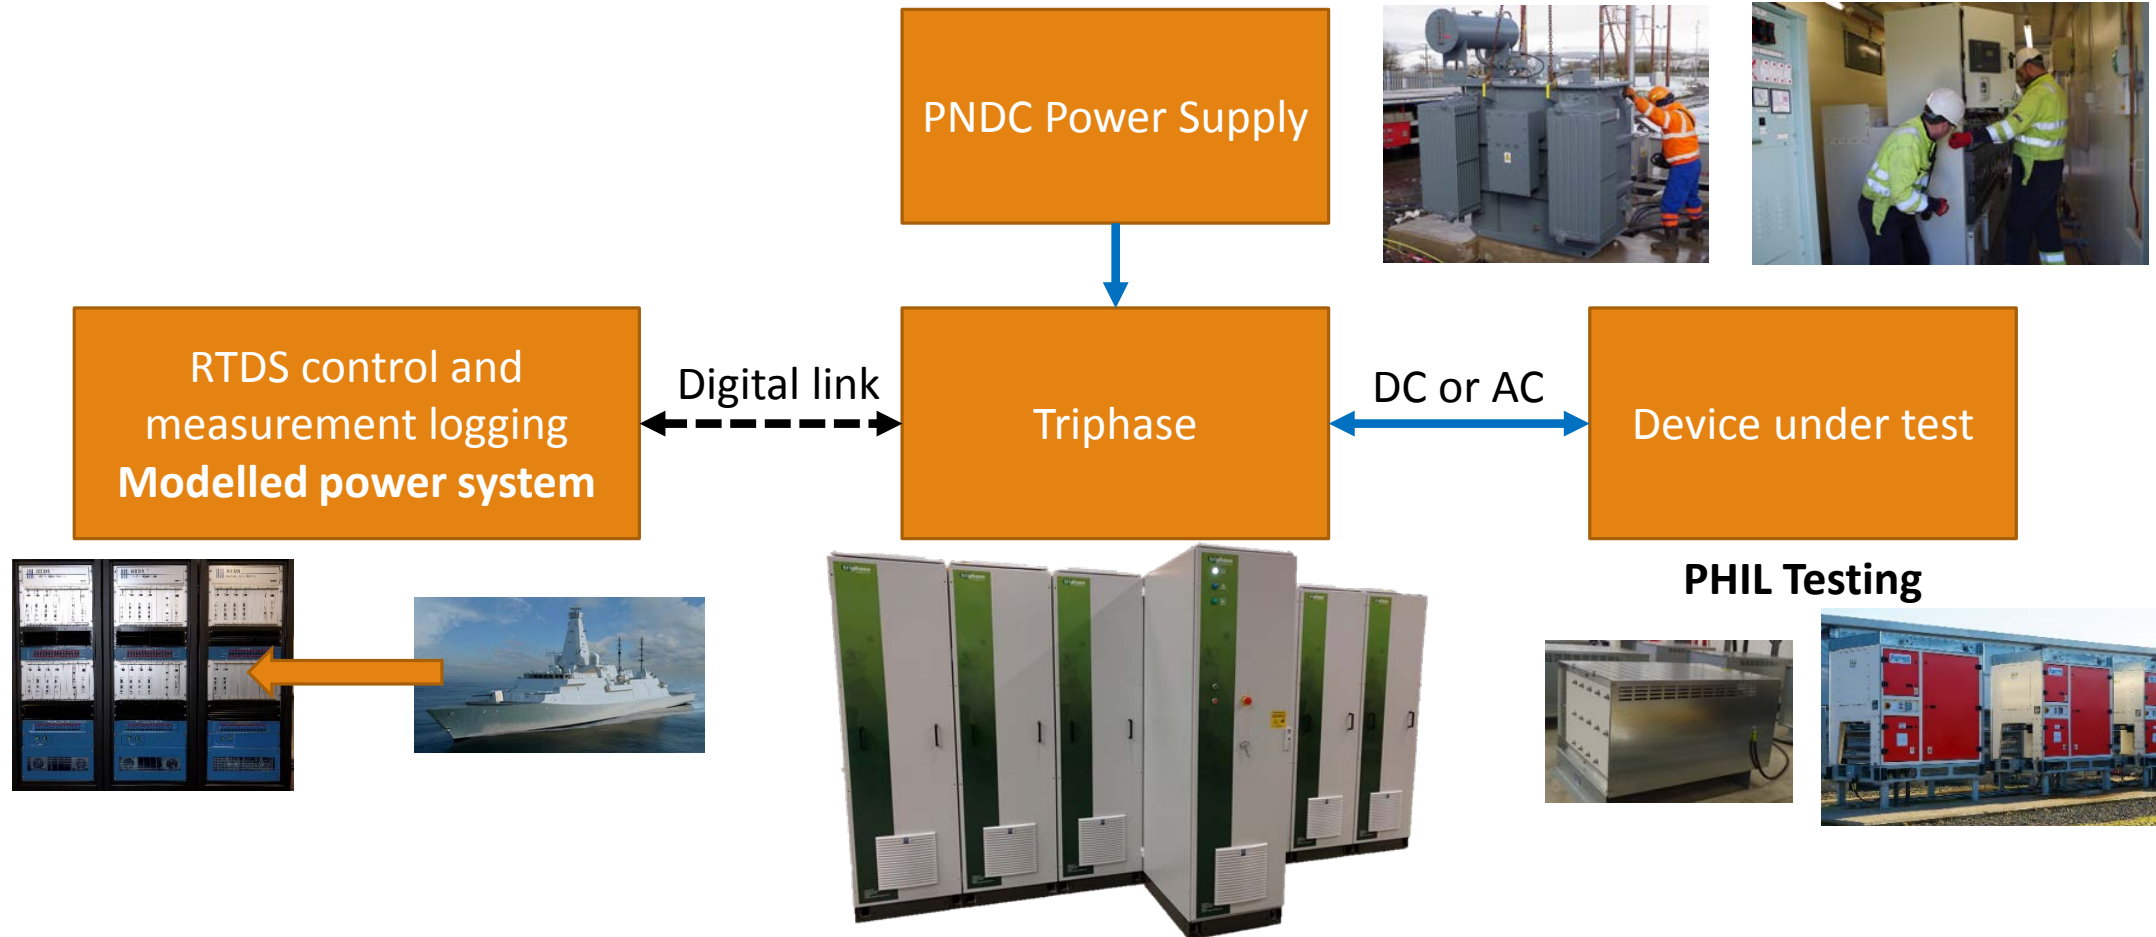 PNDC Power Supply
RTDS control and
measurement logging
Modelled power system
Digital link
Triphase
DC or AC
Device under test
PHIL Testing